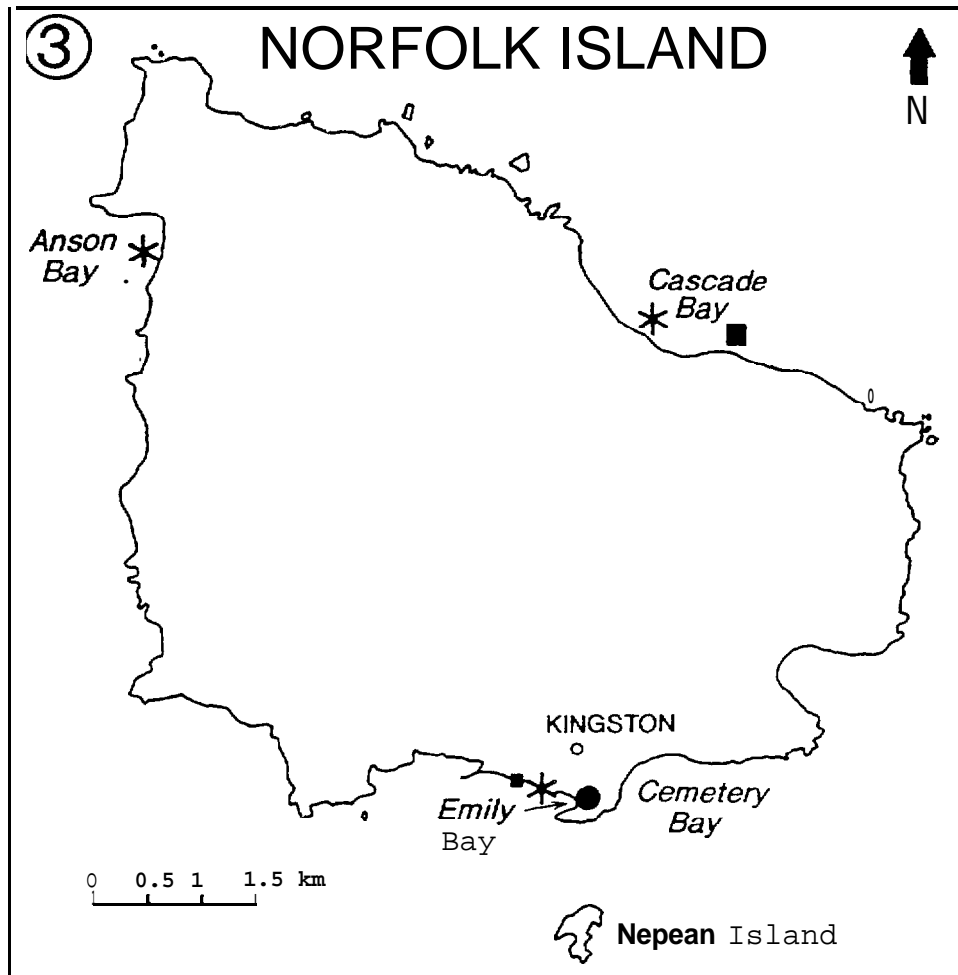 ③ NORFOLK ISLAND
N
Anson
Bay
Cascade
Bay
KINGSTON
Emily
Bay
Cemetery
Bay
0 0.5 1 1.5 km
Nepean Island